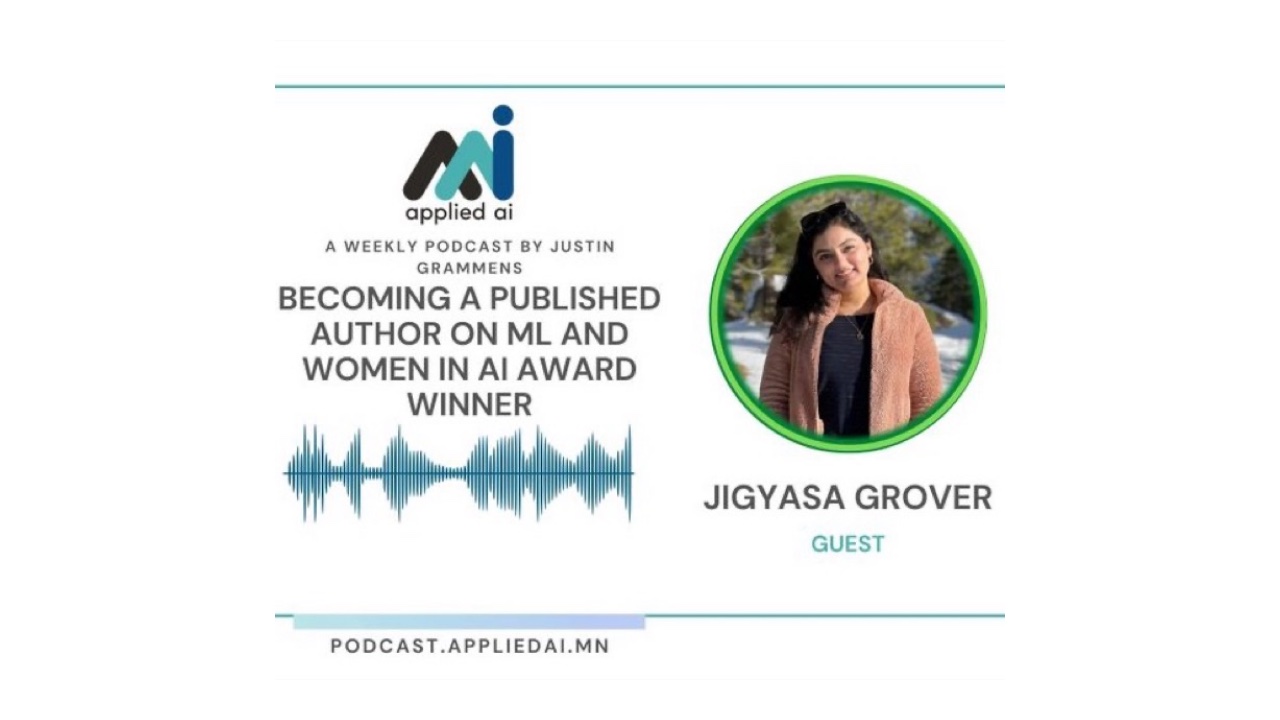 applied ai
A WEEKLY PODCAST BY JUSTIN
GRAMMENS
BECOMING A PUBLISHED
AUTHOR ON ML AND
WOMEN IN AI AWARD
WINNER
JIGYASA GROVER
GUEST
PODCAST.APPLIEDAI.MN